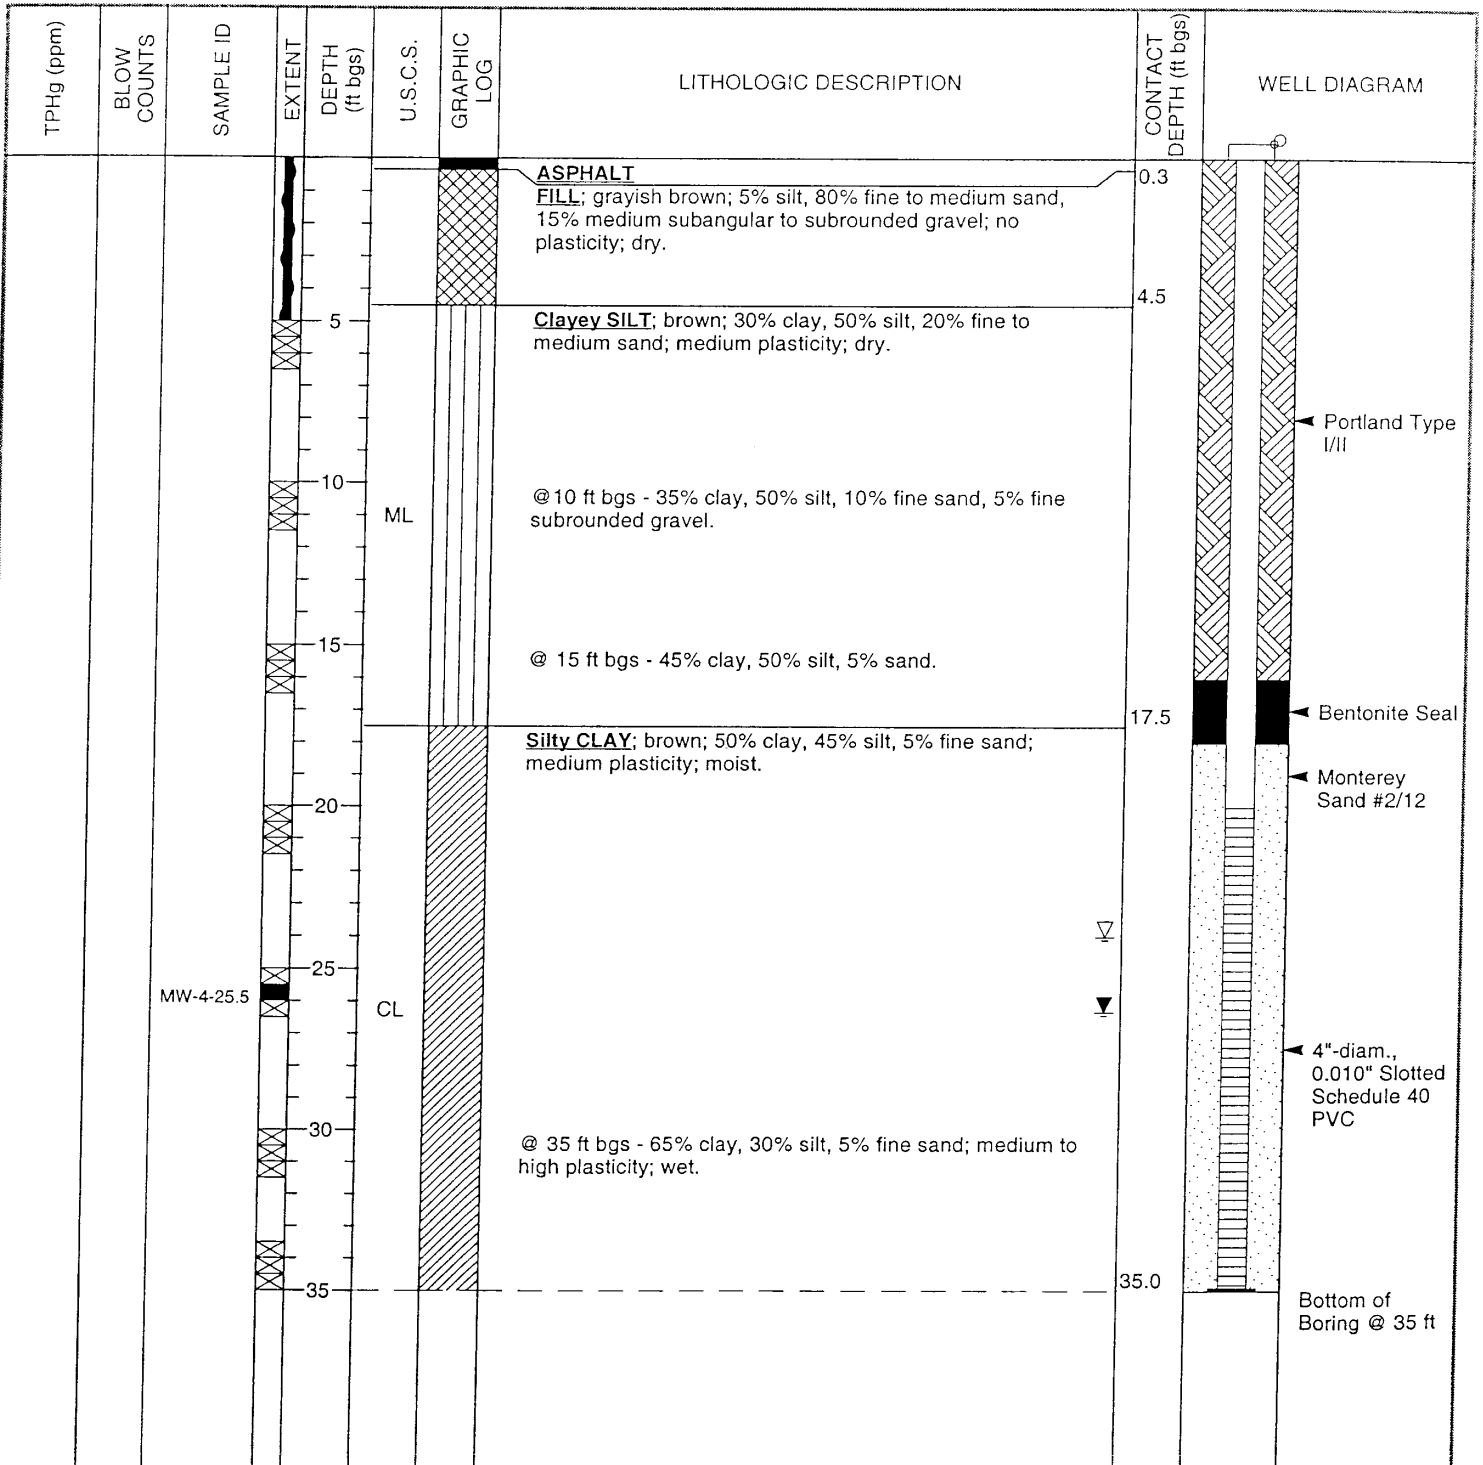 TPHg (ppm)
BLOW
COUNTS
SAMPLE ID
EXTENT
DEPTH
(ft bgs)
U.S.C.S.
GRAPHIC
LOG
LITHOLOGIC DESCRIPTION
CONTACT
DEPTH (ft bgs)
WELL DIAGRAM
ASPHALT
0.3
FILL; grayish brown; 5% silt, 80% fine to medium sand,
15% medium subangular to subrounded gravel; no
plasticity; dry.
4.5
5
Clayey SILT; brown; 30% clay, 50% silt, 20% fine to
medium sand; medium plasticity; dry.
Portland Type
I/II
10
@10 ft bgs - 35% clay, 50% silt, 10% fine sand, 5% fine
subrounded gravel.
ML
15
@ 15 ft bgs - 45% clay, 50% silt, 5% sand.
17.5
Bentonite Seal
Silty CLAY; brown; 50% clay, 45% silt, 5% fine sand;
medium plasticity; moist.
Monterey
Sand #2/12
20
25
MW-4-25.5
CL
4"-diam.,
0.010" Slotted
Schedule 40
PVC
30
@ 35 ft bgs - 65% clay, 30% silt, 5% fine sand; medium to
high plasticity; wet.
35
35.0
Bottom of
Boring @ 35 ft